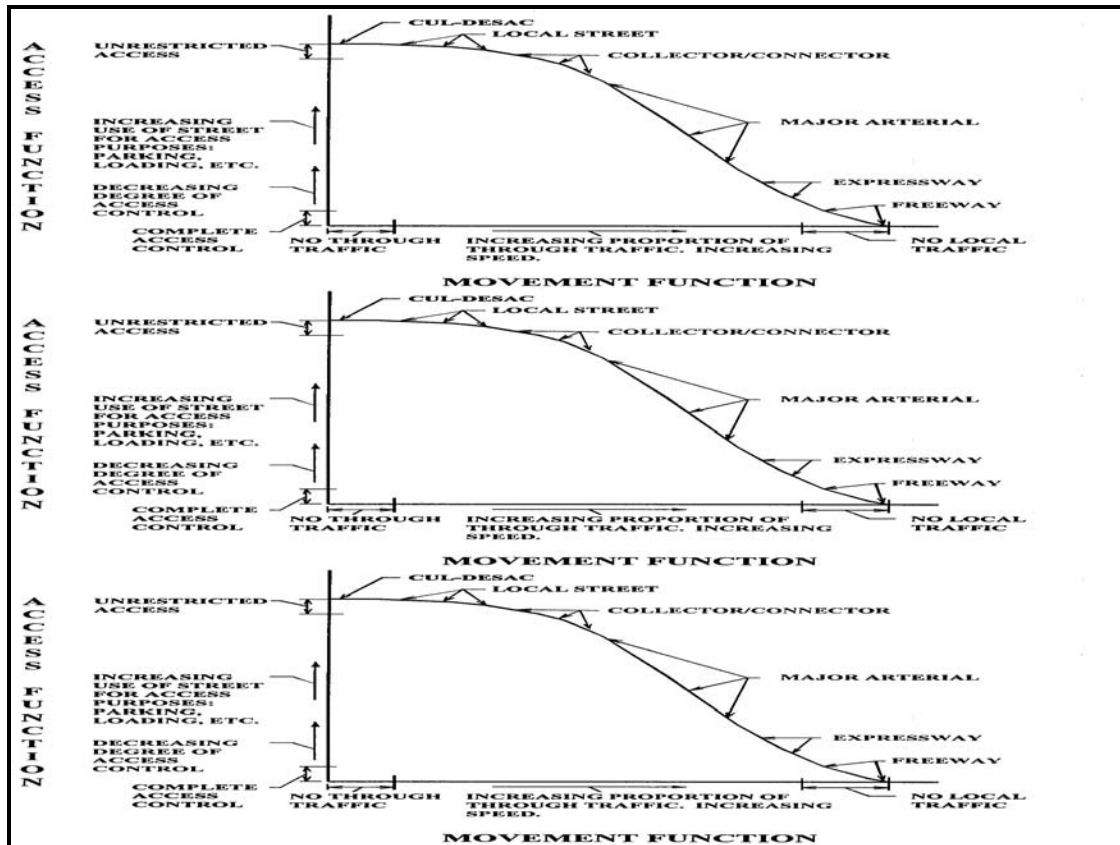 CUL-DESAC
LOCAL STREET
UNRESTRICTED
ACCESS
COLLECTOR/CONNECTOR
ACCESS FUNCTION
INCREASING
USE OF STREET
FOR ACCESS
PURPOSES:
PARKING,
LOADING, ETC.
MAJOR ARTERIAL
DECREASING
DEGREE OF
ACCESS
CONTROL
EXPRESSWAY
FREEWAY
COMPLETE
ACCESS
CONTROL
NO THROUGH
TRAFFIC
INCREASING PROPORTION OF
THROUGH TRAFFIC. INCREASING
SPEED.
NO LOCAL
TRAFFIC
MOVEMENT FUNCTION
CUL-DESAC
LOCAL STREET
UNRESTRICTED
ACCESS
COLLECTOR/CONNECTOR
ACCESS FUNCTION
INCREASING
USE OF STREET
FOR ACCESS
PURPOSES:
PARKING,
LOADING, ETC.
MAJOR ARTERIAL
DECREASING
DEGREE OF
ACCESS
CONTROL
EXPRESSWAY
FREEWAY
COMPLETE
ACCESS
CONTROL
NO THROUGH
TRAFFIC
INCREASING PROPORTION OF
THROUGH TRAFFIC. INCREASING
SPEED.
NO LOCAL
TRAFFIC
MOVEMENT FUNCTION
CUL-DESAC
LOCAL STREET
UNRESTRICTED
ACCESS
COLLECTOR/CONNECTOR
ACCESS FUNCTION
INCREASING
USE OF STREET
FOR ACCESS
PURPOSES:
PARKING,
LOADING, ETC.
MAJOR ARTERIAL
DECREASING
DEGREE OF
ACCESS
CONTROL
EXPRESSWAY
FREEWAY
COMPLETE
ACCESS
CONTROL
NO THROUGH
TRAFFIC
INCREASING PROPORTION OF
THROUGH TRAFFIC. INCREASING
SPEED.
NO LOCAL
TRAFFIC
MOVEMENT FUNCTION